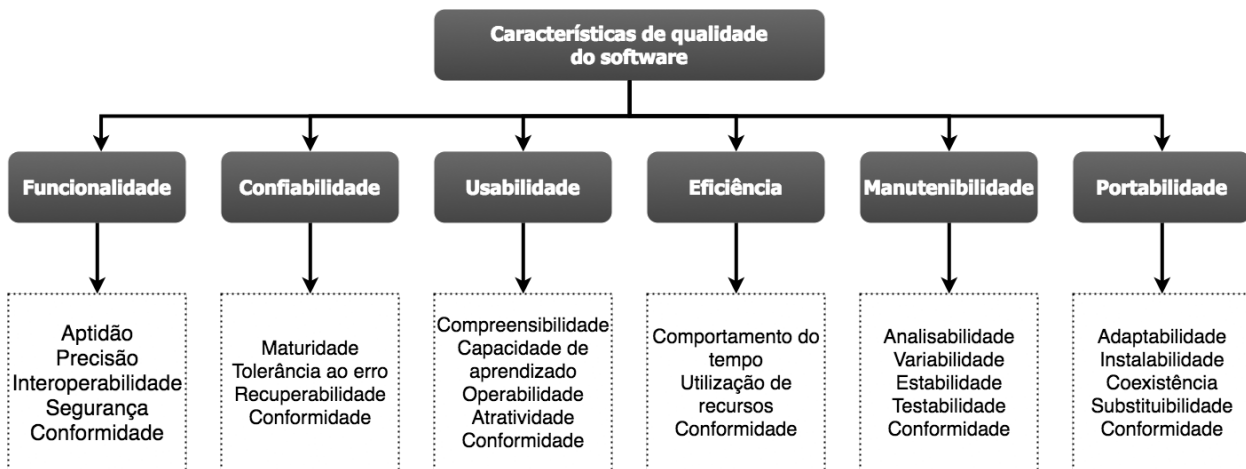 Características de qualidade
do software
Funcionalidade
Confiabilidade
Usabilidade
Eficiência
Manutenibilidade
Portabilidade
Aptidão
Precisão
Interoperabilidade
Segurança
Conformidade
Maturidade
Tolerância ao erro
Recuperabilidade
Conformidade
Compreensibilidade
Capacidade de
aprendizado
Operabilidade
Atratividade
Conformidade
Comportamento do
tempo
Utilização de
recursos
Conformidade
Analisabilidade
Variabilidade
Estabilidade
Testabilidade
Conformidade
Adaptabilidade
Instalabilidade
Coexistência
Substituibilidade
Conformidade